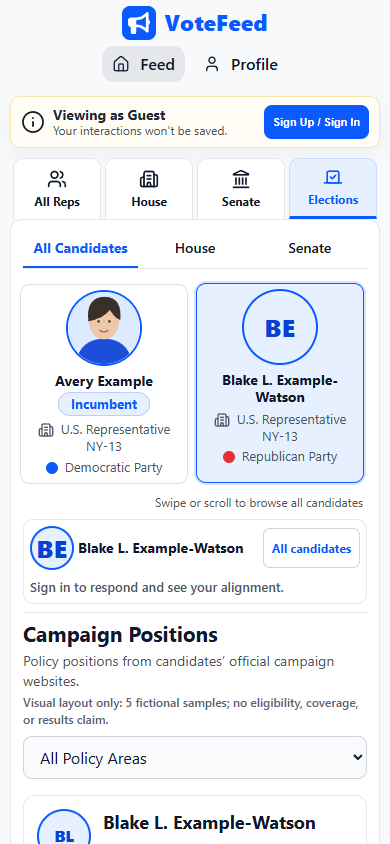 VoteFeed
Feed
Profile
Viewing as Guest
Your interactions won't be saved.
Sign Up / Sign In
All Reps
House
Senate
Elections
All Candidates
House
Senate
Avery Example
Incumbent
U.S. Representative
NY-13
Democratic Party
BE
Blake L. Example-
Watson
U.S. Representative
NY-13
Republican Party
Swipe or scroll to browse all candidates
BE
Blake L. Example-Watson
All candidates
Sign in to respond and see your alignment.
Campaign Positions
Policy positions from candidates' official campaign
websites.
Visual layout only: 5 fictional samples; no eligibility, coverage,
or results claim.
All Policy Areas
BL
Blake L. Example-Watson